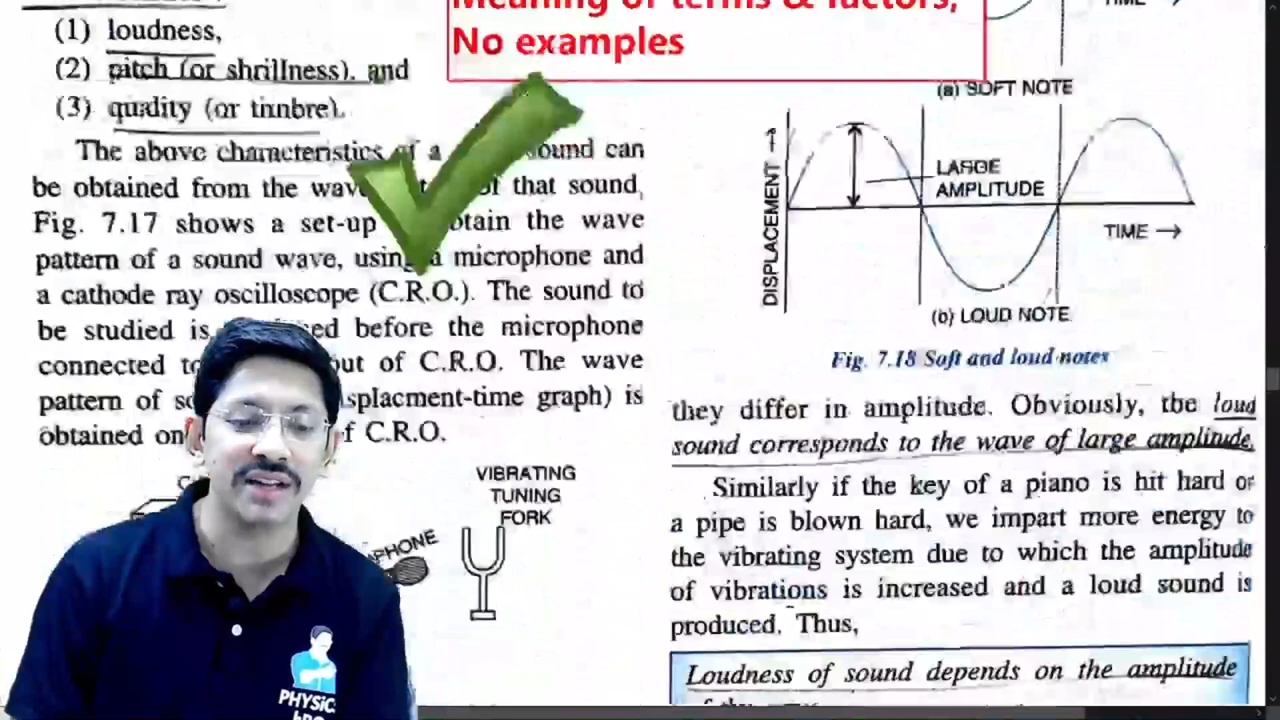 Meaning of terms & factors,
No examples
(1) loudness,
(2) pitch (or shrillness), and
(3) quality (or timbre).
The above characteristics of a sound can
be obtained from the wave of that sound,
Fig. 7.17 shows a set-up obtain the wave
pattern of a sound wave, using a microphone and
a cathode ray oscilloscope (C.R.O.). The sound to
be studied is before the microphone
connected to of C.R.O. The wave
pattern of splacment-time graph) is
obtained on of C.R.O.
VIBRATING
TUNING
FORK
PHONE
TIME →
(a) SOFT NOTE
DISPLACEMENT →
LARGE
AMPLITUDE
TIME →
(b) LOUD NOTE
Fig. 7.18 Soft and loud notes
they differ in amplitude. Obviously, the loud
sound corresponds to the wave of large amplitude.
Similarly if the key of a piano is hit hard or
a pipe is blown hard, we impart more energy to
the vibrating system due to which the amplitude
of vibrations is increased and a loud sound is
produced. Thus,
Loudness of sound depends on the amplitude
PHYSICS